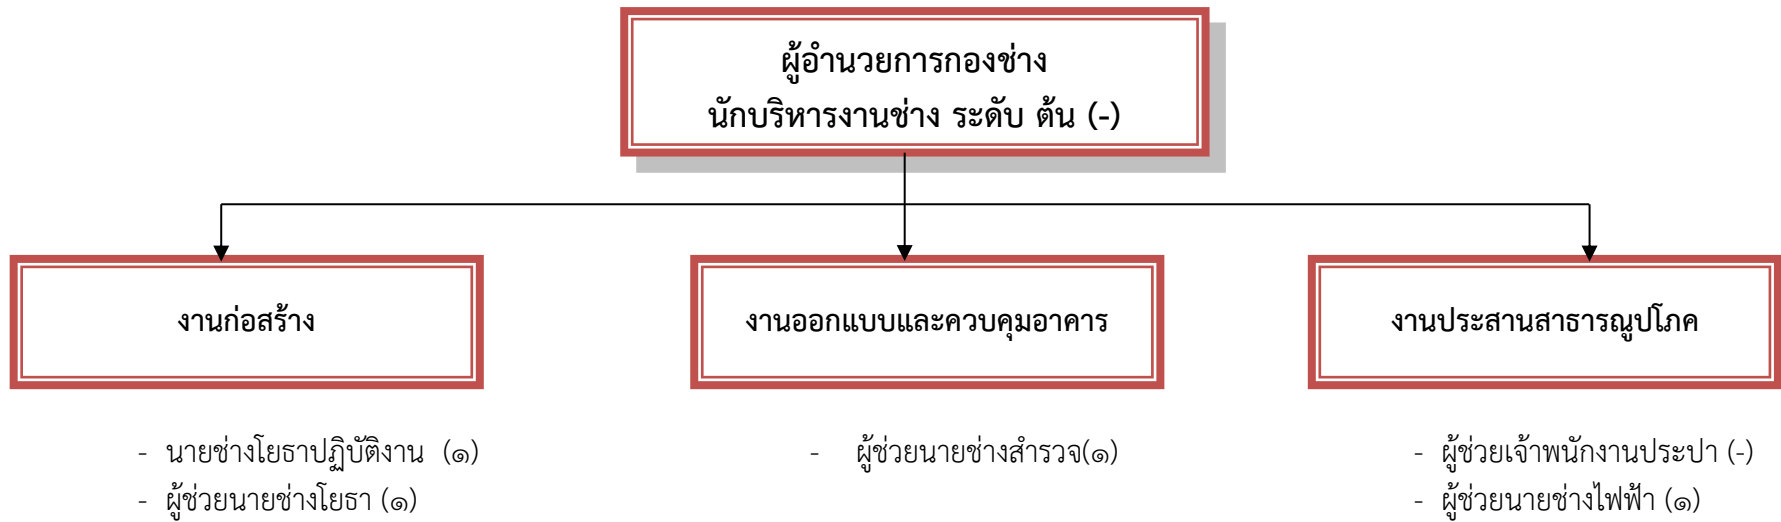 ผู้อำนวยการกองช่าง
นักบริหารงานช่าง ระดับ ต้น (-)
งานก่อสร้าง
งานออกแบบและควบคุมอาคาร
งานประสานสาธารณูปโภค
- นายช่างโยธาปฏิบัติงาน (๑)
- ผู้ช่วยนายช่างโยธา (๑)
- ผู้ช่วยนายช่างสำรวจ(๑)
- ผู้ช่วยเจ้าพนักงานประปา (-)
- ผู้ช่วยนายช่างไฟฟ้า (๑)